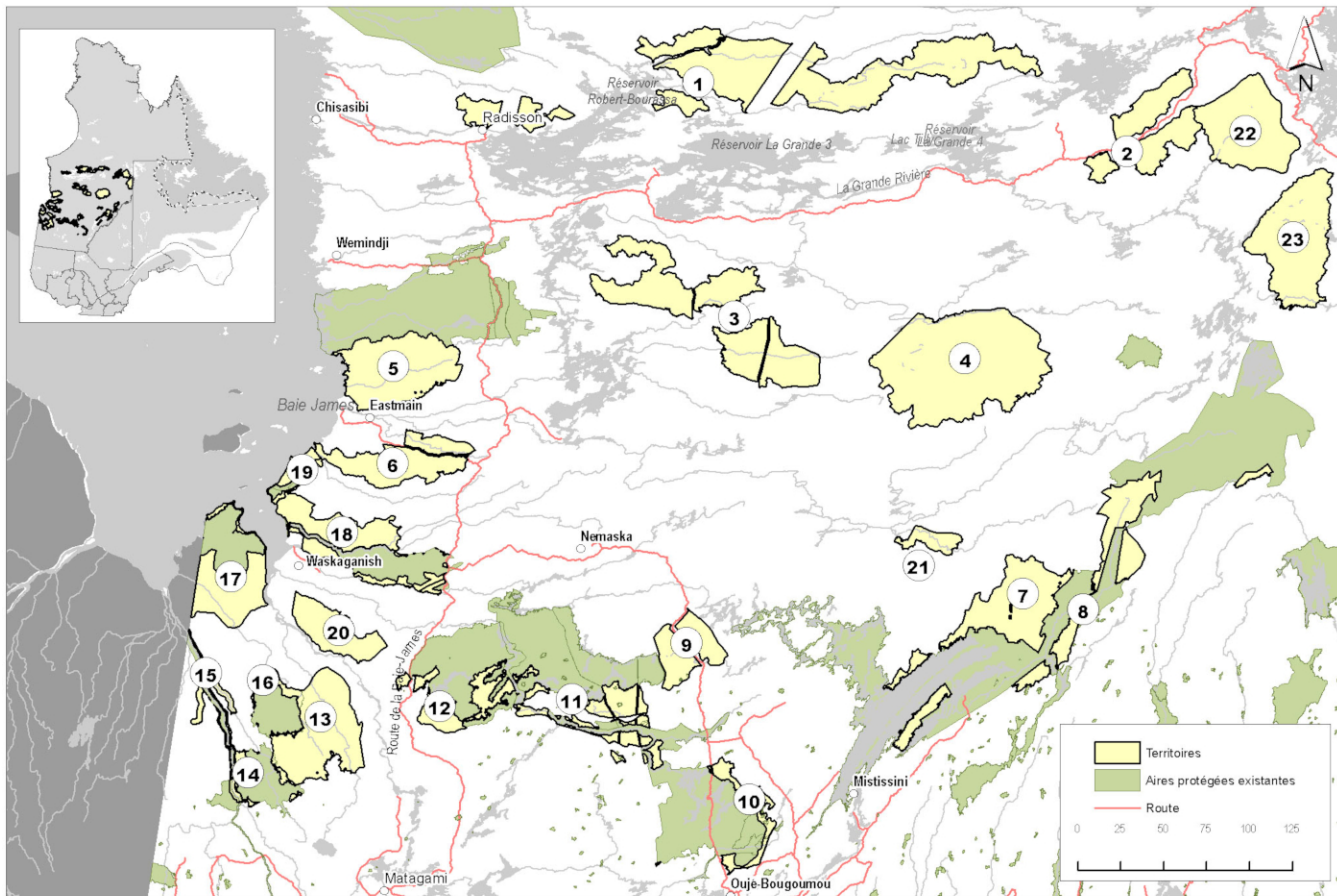 1
N
Réservoir
Robert-Bourassa
Chisasibi
Radisson
Réservoir La Grande 3
Réservoir
La Grande 4
2
22
La Grande Rivière
Wemindji
23
3
4
5
Baie James
Eastmain
6
19
18
Nemaska
Waskaganish
17
21
7
8
20
9
Route de la Baie-James
15
16
13
12
11
14
10
Mistissini
Matagami
Oujé-Bougoumou
Territoires
Aires protégées existantes
Route
0 25 50 75 100 125